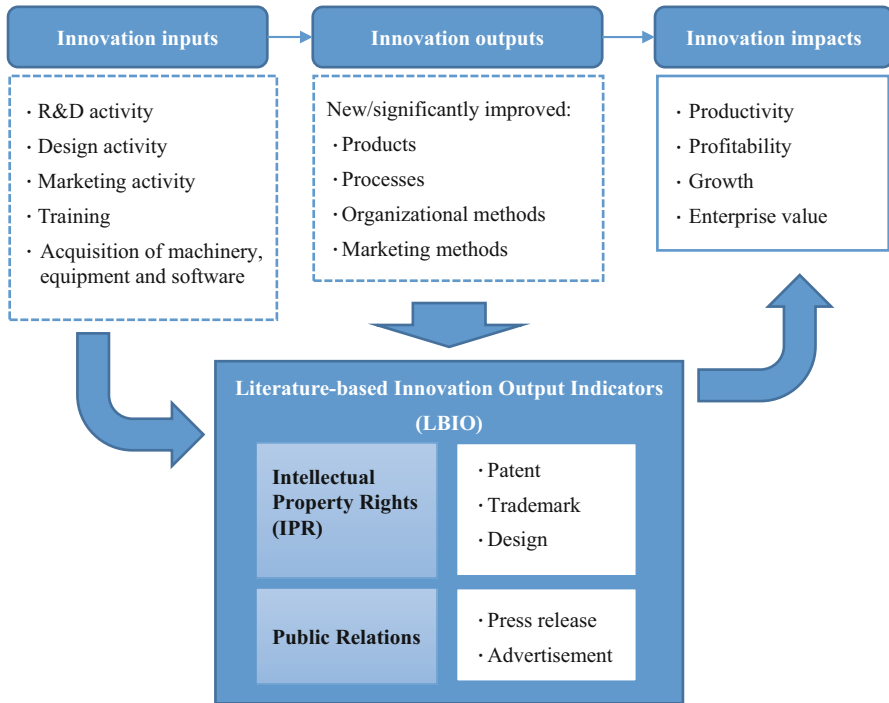 Innovation inputs
Innovation outputs
Innovation impacts
· R&D activity
· Design activity
· Marketing activity
· Training
· Acquisition of machinery,
equipment and software
New/significantly improved:
· Products
· Processes
· Organizational methods
· Marketing methods
· Productivity
· Profitability
· Growth
· Enterprise value
Literature-based Innovation Output Indicators
(LBIO)
Intellectual
Property Rights
(IPR)
· Patent
· Trademark
· Design
Public Relations
· Press release
· Advertisement